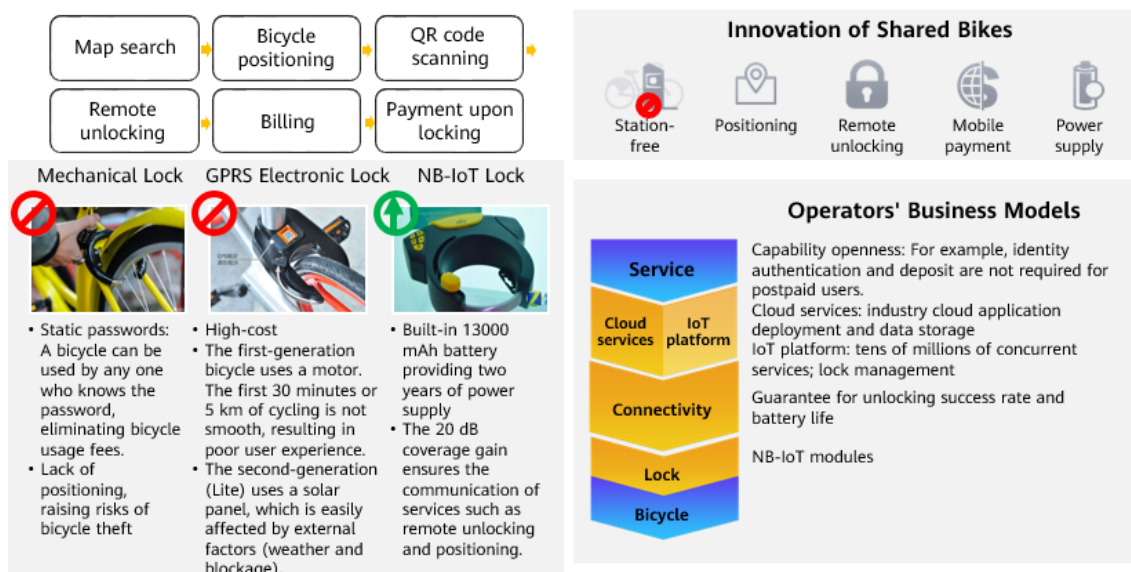 Map search
Bicycle
positioning
QR code
scanning
Remote
unlocking
Billing
Payment upon
locking
Mechanical Lock
GPRS Electronic Lock
NB-IoT Lock
• Static passwords:
A bicycle can be
used by any one
who knows the
password,
eliminating bicycle
usage fees.
• Lack of
positioning,
raising risks of
bicycle theft
• High-cost
• The first-generation
bicycle uses a motor.
The first 30 minutes or
5 km of cycling is not
smooth, resulting in
poor user experience.
• The second-generation
(Lite) uses a solar
panel, which is easily
affected by external
factors (weather and
blockage).
• Built-in 13000
mAh battery
providing two
years of power
supply
• The 20 dB
coverage gain
ensures the
communication of
services such as
remote unlocking
and positioning.
Innovation of Shared Bikes
Station-
free
Positioning
Remote
unlocking
Mobile
payment
Power
supply
Operators' Business Models
Service
Cloud
services
IoT
platform
Connectivity
Lock
Bicycle
Capability openness: For example, identity
authentication and deposit are not required for
postpaid users.
Cloud services: industry cloud application
deployment and data storage
IoT platform: tens of millions of concurrent
services; lock management
Guarantee for unlocking success rate and
battery life
NB-IoT modules